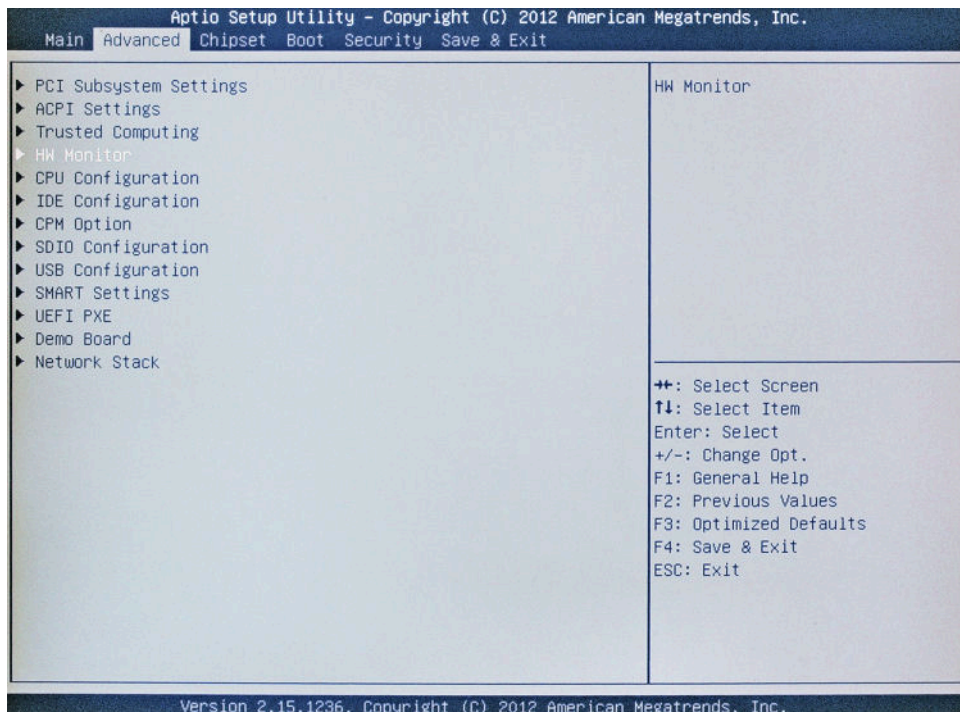 Aptio Setup Utility – Copyright (C) 2012 American Megatrends, Inc.
Main Advanced Chipset Boot Security Save & Exit
PCI Subsystem Settings
ACPI Settings
Trusted Computing
HW Monitor
CPU Configuration
IDE Configuration
CPM Option
SDIO Configuration
USB Configuration
SMART Settings
UEFI PXE
Demo Board
Network Stack
HW Monitor
→←: Select Screen
↑↓: Select Item
Enter: Select
+/-: Change Opt.
F1: General Help
F2: Previous Values
F3: Optimized Defaults
F4: Save & Exit
ESC: Exit
Version 2.15.1236. Copyright (C) 2012 American Megatrends, Inc.